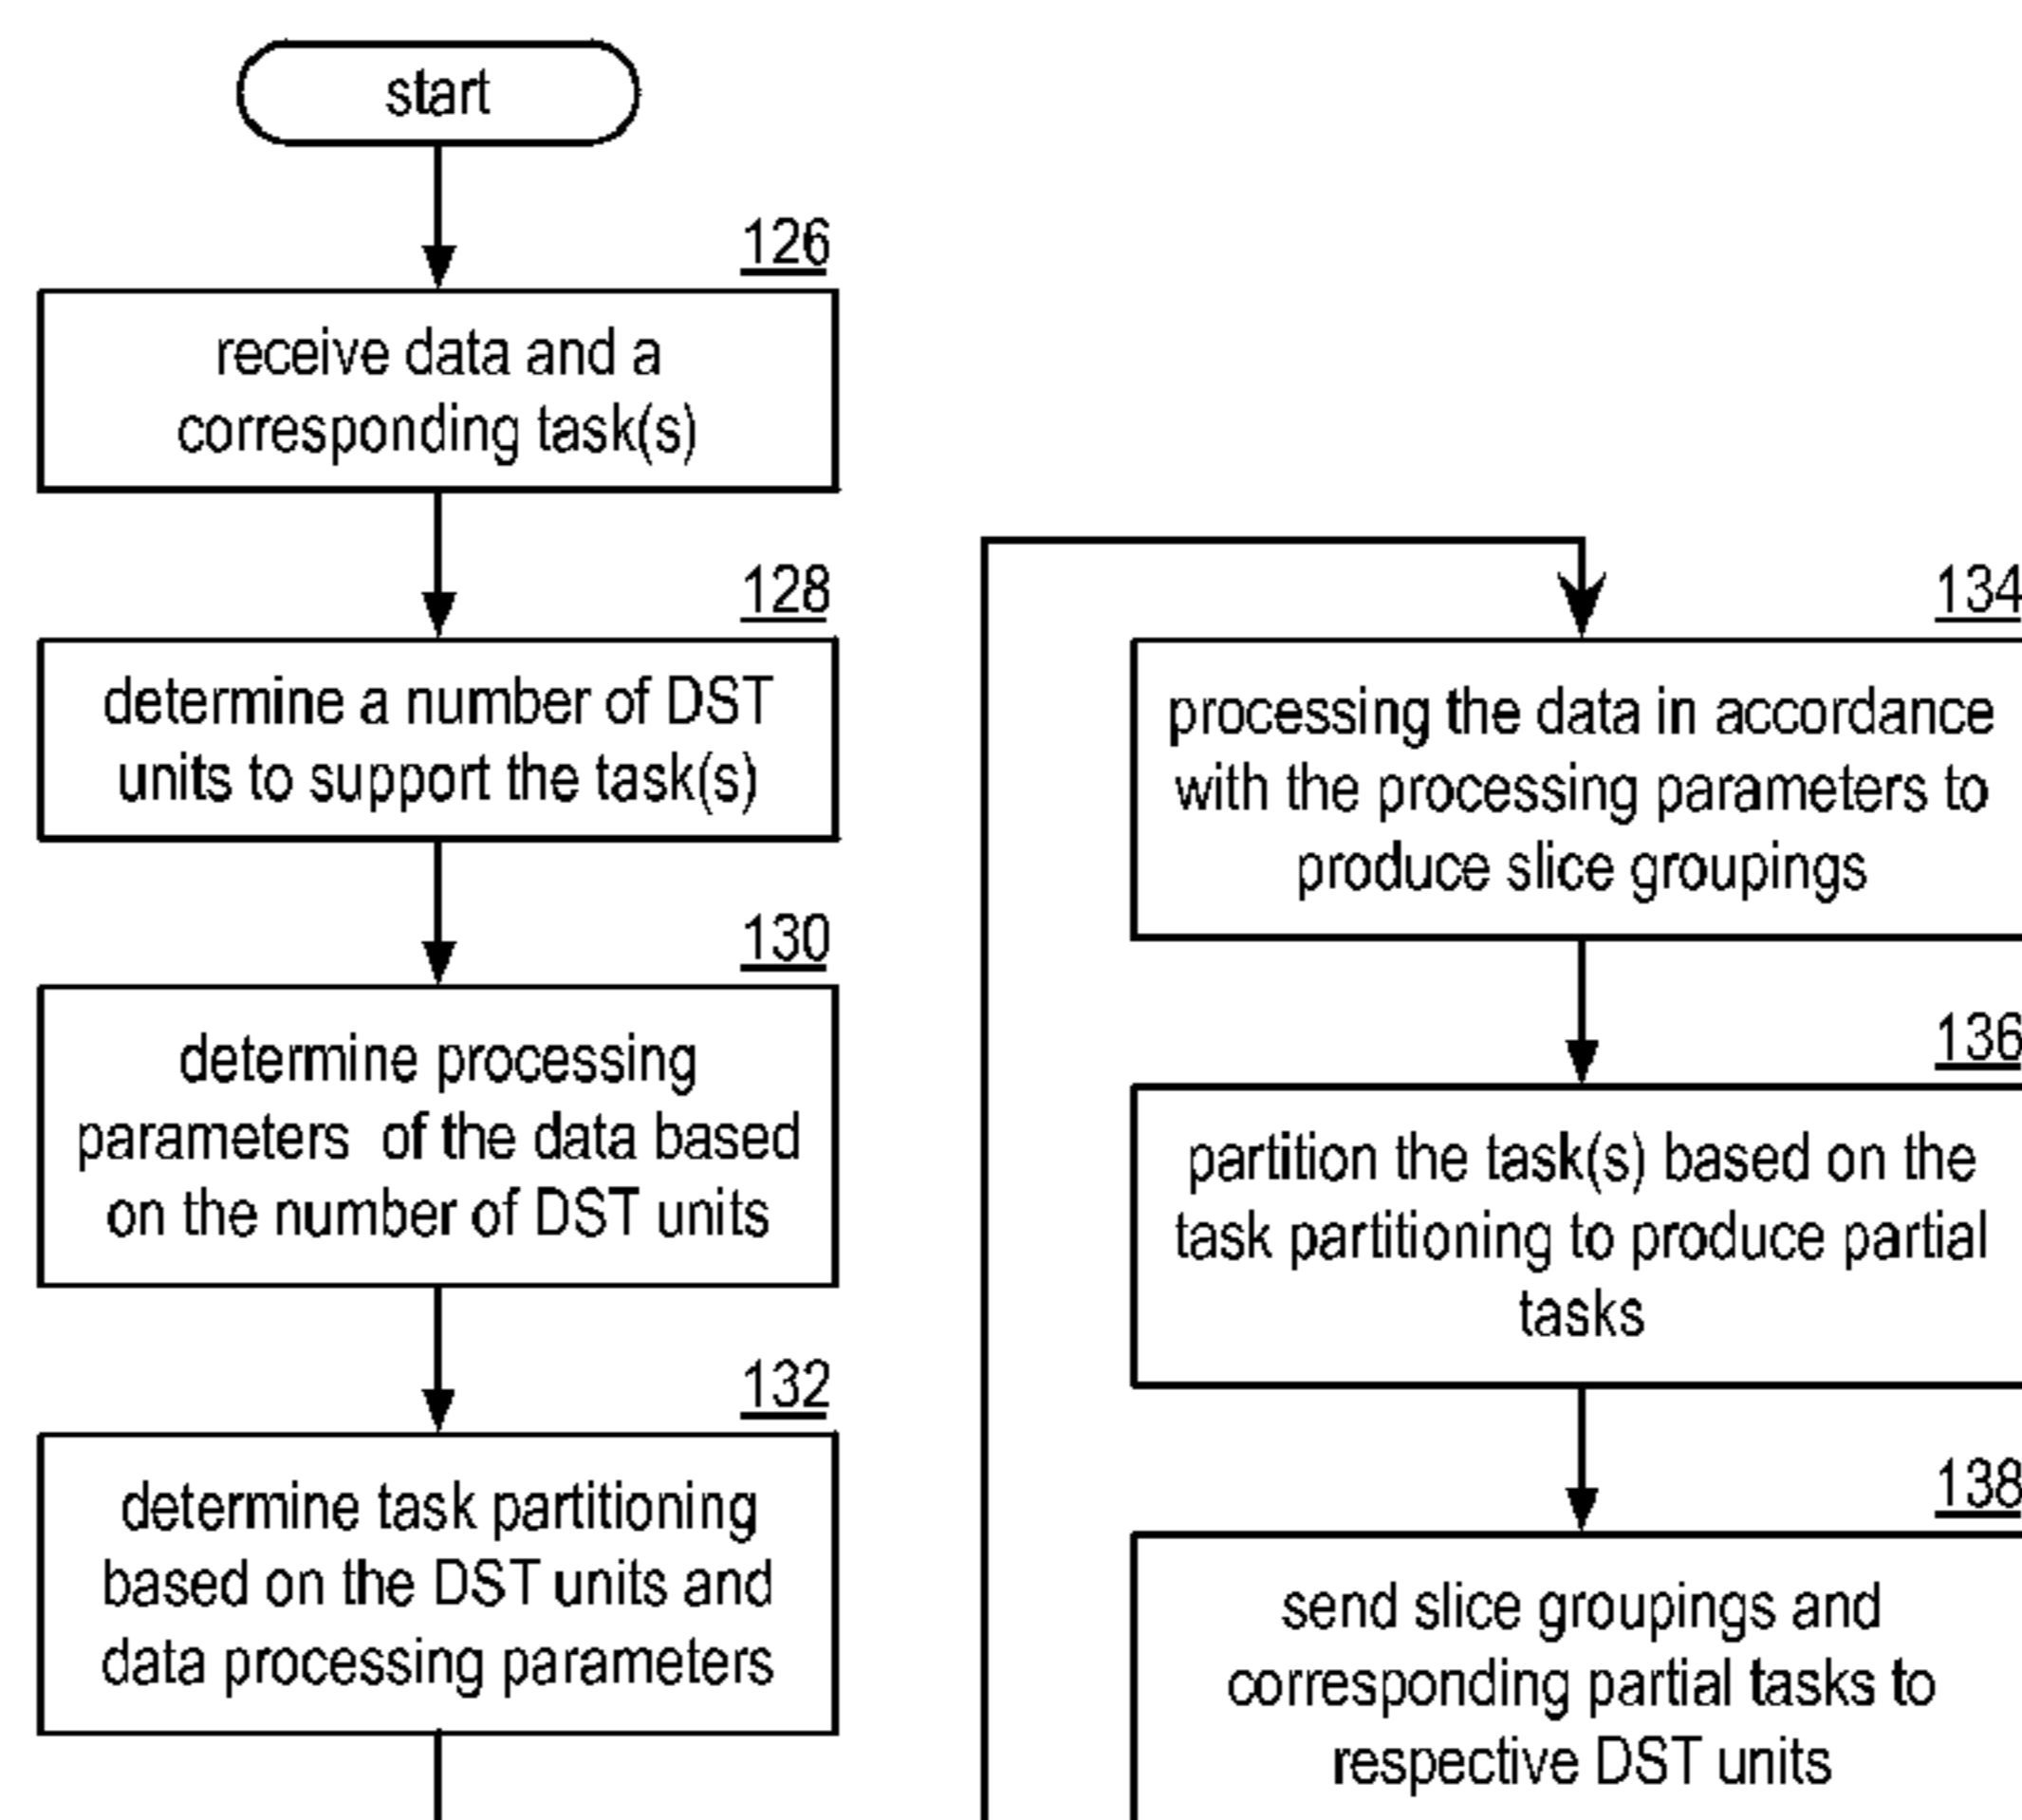 start
126
receive data and a
corresponding task(s)
128
determine a number of DST
units to support the task(s)
130
determine processing
parameters of the data based
on the number of DST units
132
determine task partitioning
based on the DST units and
data processing parameters
134
processing the data in accordance
with the processing parameters to
produce slice groupings
136
partition the task(s) based on the
task partitioning to produce partial
tasks
138
send slice groupings and
corresponding partial tasks to
respective DST units